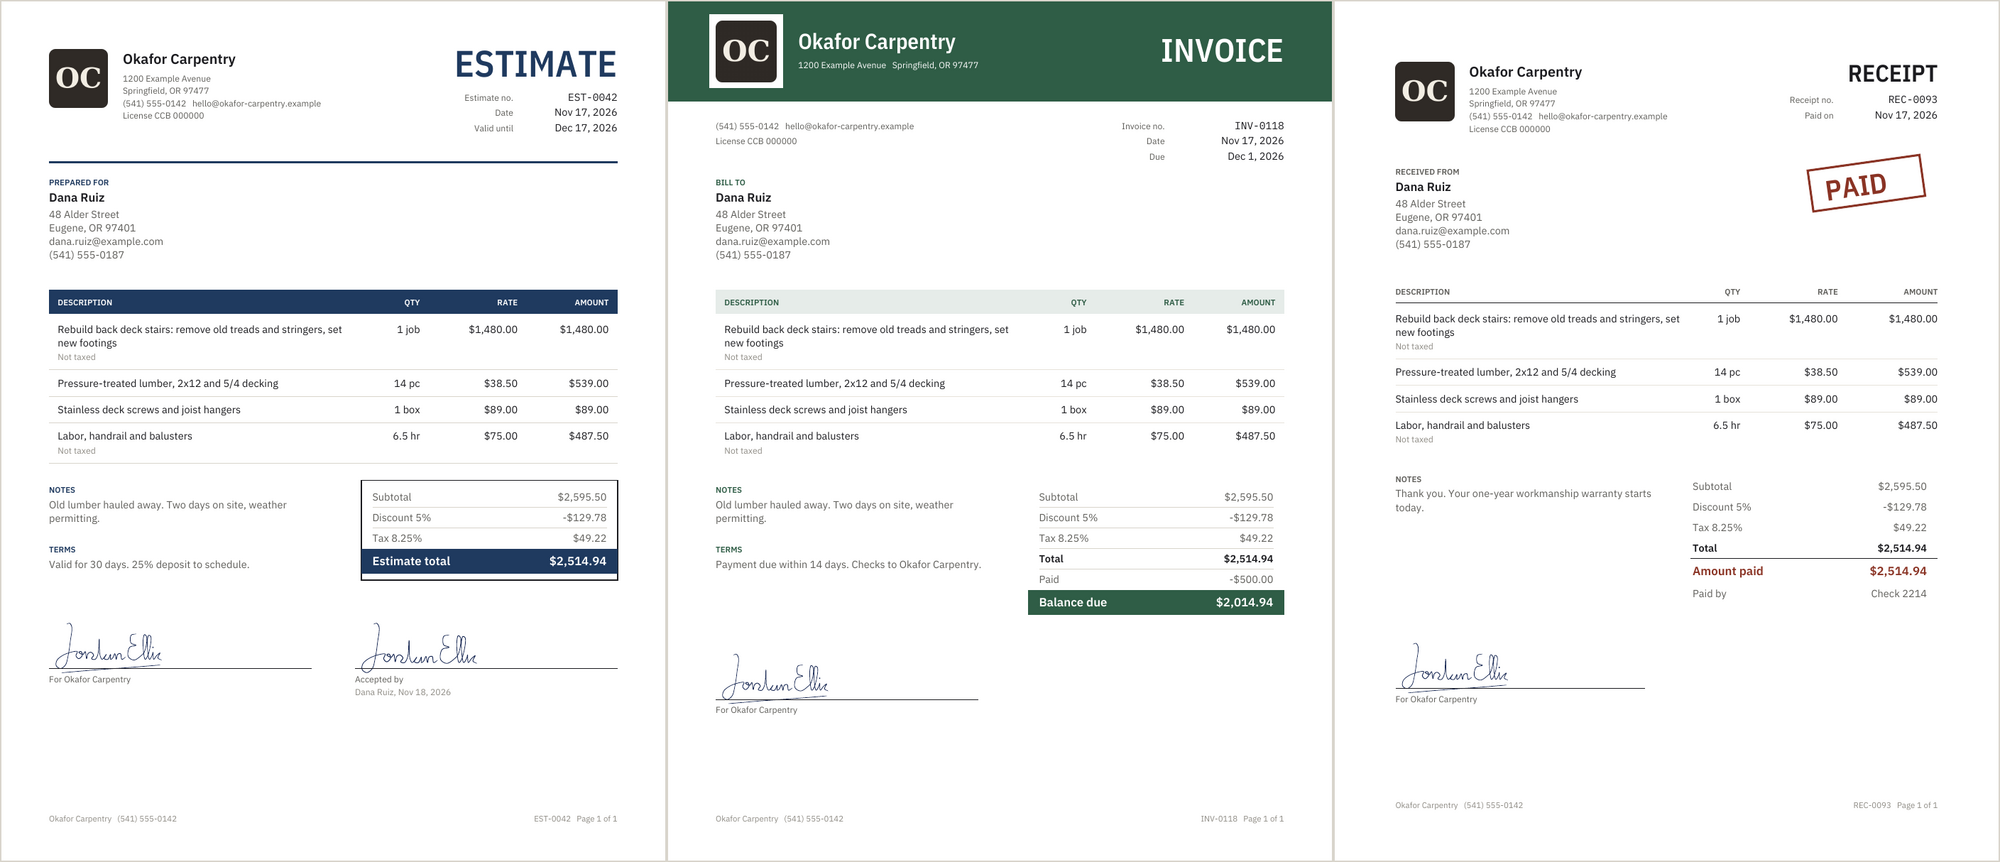 OC
Okafor Carpentry
1200 Example Avenue
Springfield, OR 97477
(541) 555-0142 hello@okafor-carpentry.example
License CCB 000000
ESTIMATE
Estimate no. EST-0042
Date Nov 17, 2026
Valid until Dec 17, 2026
PREPARED FOR
Dana Ruiz
48 Alder Street
Eugene, OR 97401
dana.ruiz@example.com
(541) 555-0187
DESCRIPTION QTY RATE AMOUNT
Rebuild back deck stairs: remove old treads and stringers, set 1 job $1,480.00 $1,480.00
new footings
Not taxed
Pressure-treated lumber, 2x12 and 5/4 decking 14 pc $38.50 $539.00
Stainless deck screws and joist hangers 1 box $89.00 $89.00
Labor, handrail and balusters 6.5 hr $75.00 $487.50
Not taxed
NOTES
Old lumber hauled away. Two days on site, weather
permitting.
TERMS
Valid for 30 days. 25% deposit to schedule.
Subtotal $2,595.50
Discount 5% -$129.78
Tax 8.25% $49.22
Estimate total $2,514.94
For Okafor Carpentry
Accepted by
Dana Ruiz, Nov 18, 2026
Okafor Carpentry (541) 555-0142
EST-0042 Page 1 of 1
OC
Okafor Carpentry
1200 Example Avenue Springfield, OR 97477
INVOICE
(541) 555-0142 hello@okafor-carpentry.example
License CCB 000000
Invoice no. INV-0118
Date Nov 17, 2026
Due Dec 1, 2026
BILL TO
Dana Ruiz
48 Alder Street
Eugene, OR 97401
dana.ruiz@example.com
(541) 555-0187
DESCRIPTION QTY RATE AMOUNT
Rebuild back deck stairs: remove old treads and stringers, set 1 job $1,480.00 $1,480.00
new footings
Not taxed
Pressure-treated lumber, 2x12 and 5/4 decking 14 pc $38.50 $539.00
Stainless deck screws and joist hangers 1 box $89.00 $89.00
Labor, handrail and balusters 6.5 hr $75.00 $487.50
Not taxed
NOTES
Old lumber hauled away. Two days on site, weather
permitting.
TERMS
Payment due within 14 days. Checks to Okafor Carpentry.
Subtotal $2,595.50
Discount 5% -$129.78
Tax 8.25% $49.22
Total $2,514.94
Paid -$500.00
Balance due $2,014.94
For Okafor Carpentry
Okafor Carpentry (541) 555-0142
INV-0118 Page 1 of 1
OC
Okafor Carpentry
1200 Example Avenue
Springfield, OR 97477
(541) 555-0142 hello@okafor-carpentry.example
License CCB 000000
RECEIPT
Receipt no. REC-0093
Paid on Nov 17, 2026
RECEIVED FROM
Dana Ruiz
48 Alder Street
Eugene, OR 97401
dana.ruiz@example.com
(541) 555-0187
PAID
DESCRIPTION QTY RATE AMOUNT
Rebuild back deck stairs: remove old treads and stringers, set 1 job $1,480.00 $1,480.00
new footings
Not taxed
Pressure-treated lumber, 2x12 and 5/4 decking 14 pc $38.50 $539.00
Stainless deck screws and joist hangers 1 box $89.00 $89.00
Labor, handrail and balusters 6.5 hr $75.00 $487.50
Not taxed
NOTES
Thank you. Your one-year workmanship warranty starts
today.
Subtotal $2,595.50
Discount 5% -$129.78
Tax 8.25% $49.22
Total $2,514.94
Amount paid $2,514.94
Paid by Check 2214
For Okafor Carpentry
Okafor Carpentry (541) 555-0142
REC-0093 Page 1 of 1